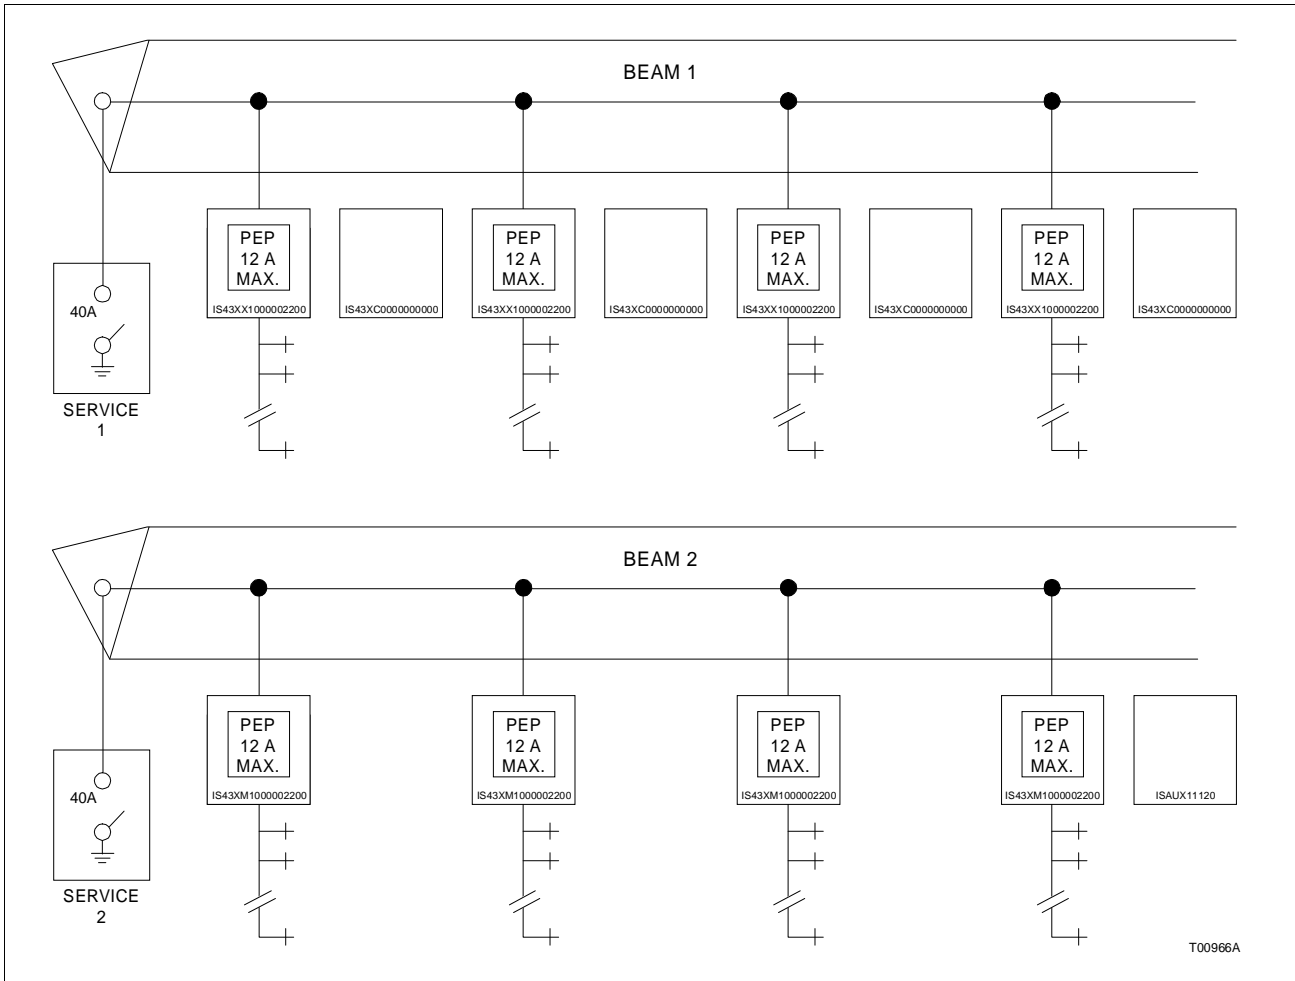 BEAM 1
PEP
12 A
MAX.
IS43XX1000002200
IS43XC0000000000
PEP
12 A
MAX.
IS43XX1000002200
IS43XC0000000000
PEP
12 A
MAX.
IS43XX1000002200
IS43XC0000000000
PEP
12 A
MAX.
IS43XX1000002200
IS43XC0000000000
40A
SERVICE
1
BEAM 2
PEP
12 A
MAX.
IS43XM1000002200
PEP
12 A
MAX.
IS43XM1000002200
PEP
12 A
MAX.
IS43XM1000002200
PEP
12 A
MAX.
IS43XM1000002200
ISAUX11120
40A
SERVICE
2
T00966A